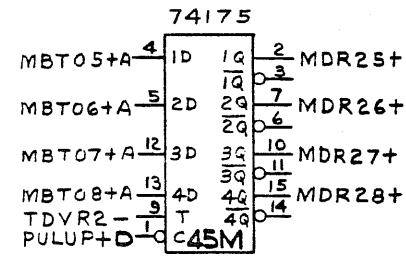 74175
MBT05+A 4 1D 1Q 2 MDR25+
1Q 3
MBT06+A 5 2D 2Q 7 MDR26+
2Q 6
MBT07+A 12 3D 3Q 10 MDR27+
3Q 11
MBT08+A 13 4D 4Q 15 MDR28+
TDVR2- 9 T 4Q 14
PULUP+D 1 C 45M